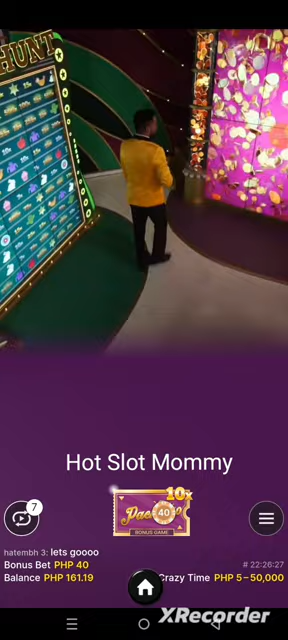 HUNT
Hot Slot Mommy
10x
Pachinko
40
BONUS GAME
7
hatembh 3: lets goooo
Bonus Bet PHP 40
# 22:26:27
Balance PHP 161.19
Crazy Time PHP 5–50,000
XRecorder